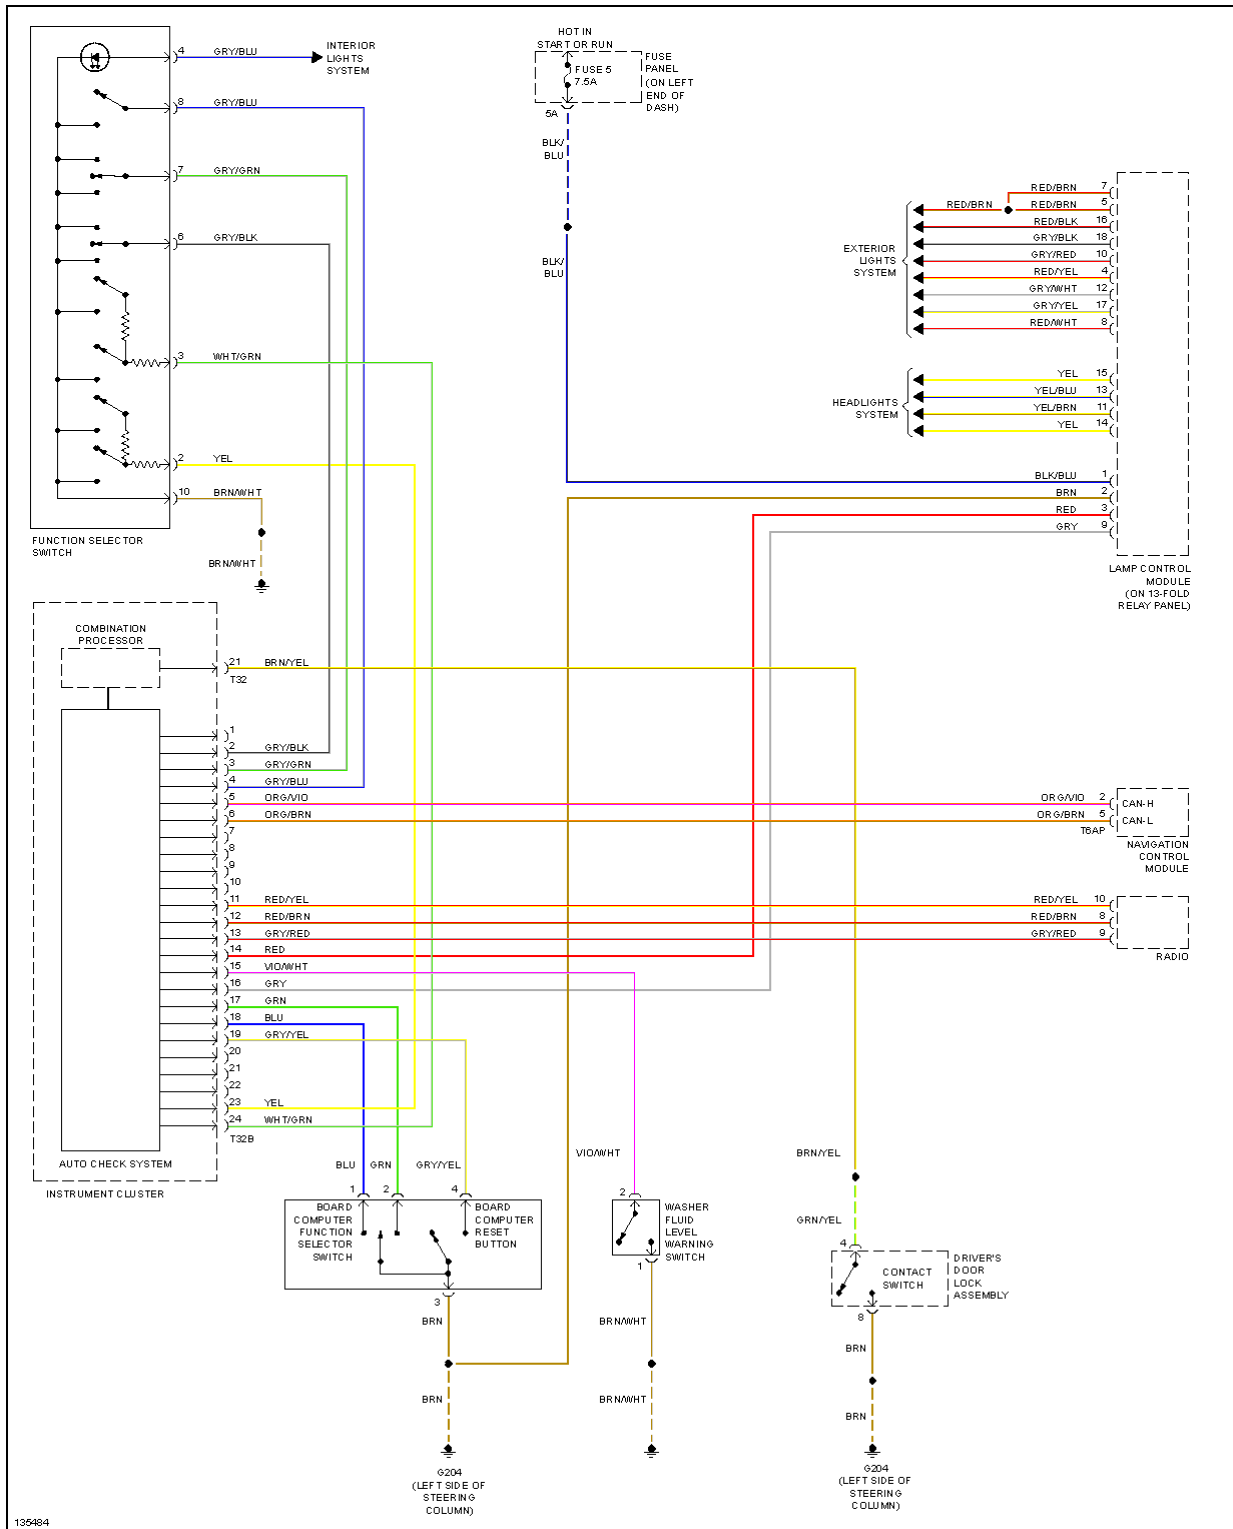 4
GRY/BLU
INTERIOR
LIGHTS
SYSTEM
8
GRY/BLU
7
GRY/GRN
6
GRY/BLK
3
WHT/GRN
2
YEL
10
BRN/WHT
BRN/WHT
FUNCTION SELECTOR
SWITCH
HOT IN
START OR RUN
FUSE 5
7.5A
FUSE
PANEL
(ON LEFT
END OF
DASH)
5A
BLK/
BLU
BLK/
BLU
RED/BRN 7
RED/BRN
RED/BRN 5
RED/BLK 16
GRY/BLK 18
GRY/RED 10
RED/YEL 4
GRY/WHT 12
GRY/YEL 17
RED/WHT 8
EXTERIOR
LIGHTS
SYSTEM
YEL 15
YEL/BLU 13
YEL/BRN 11
YEL 14
HEADLIGHTS
SYSTEM
BLK/BLU 1
BRN 2
RED 3
GRY 9
LAMP CONTROL
MODULE
(ON 13-FOLD
RELAY PANEL)
COMBINATION
PROCESSOR
21
BRN/YEL
T32
1
2 GRY/BLK
3 GRY/GRN
4 GRY/BLU
5 ORG/VIO
6 ORG/BRN
7
8
9
10
11 RED/YEL
12 RED/BRN
13 GRY/RED
14 RED
15 VIO/WHT
16 GRY
17 GRN
18 BLU
19 GRY/YEL
20
21
22
23 YEL
24 WHT/GRN
T32B
AUTO CHECK SYSTEM
INSTRUMENT CLUSTER
ORG/VIO 2
CAN-H
ORG/BRN 5
CAN-L
T6AP
NAVIGATION
CONTROL
MODULE
RED/YEL 10
RED/BRN 8
GRY/RED 9
RADIO
BLU
GRN
GRY/YEL
1
2
4
BOARD
COMPUTER
FUNCTION
SELECTOR
SWITCH
BOARD
COMPUTER
RESET
BUTTON
3
BRN
BRN
G204
(LEFT SIDE OF
STEERING
COLUMN)
VIO/WHT
2
WASHER
FLUID
LEVEL
WARNING
SWITCH
1
BRN/WHT
BRN/WHT
BRN/YEL
GRN/YEL
4
CONTACT
SWITCH
DRIVER'S
DOOR
LOCK
ASSEMBLY
8
BRN
BRN
G204
(LEFT SIDE OF
STEERING
COLUMN)
135484